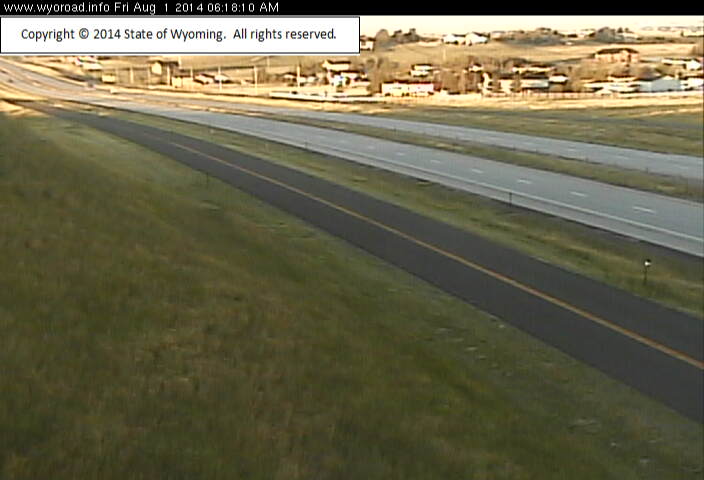 www.wyoroad.info Fri Aug 1 2014 06:18:10 AM
Copyright © 2014 State of Wyoming. All rights reserved.